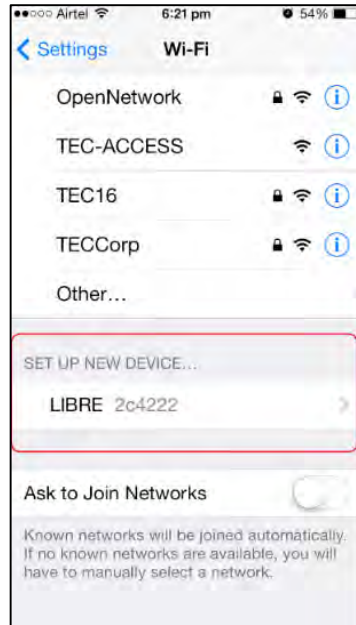 Airtel 6:21 pm 54%
Settings Wi-Fi
OpenNetwork
TEC-ACCESS
TEC16
TECCorp
Other...
SET UP NEW DEVICE...
LIBRE 2c4222
Ask to Join Networks
Known networks will be joined automatically.
If no known networks are available, you will
have to manually select a network.